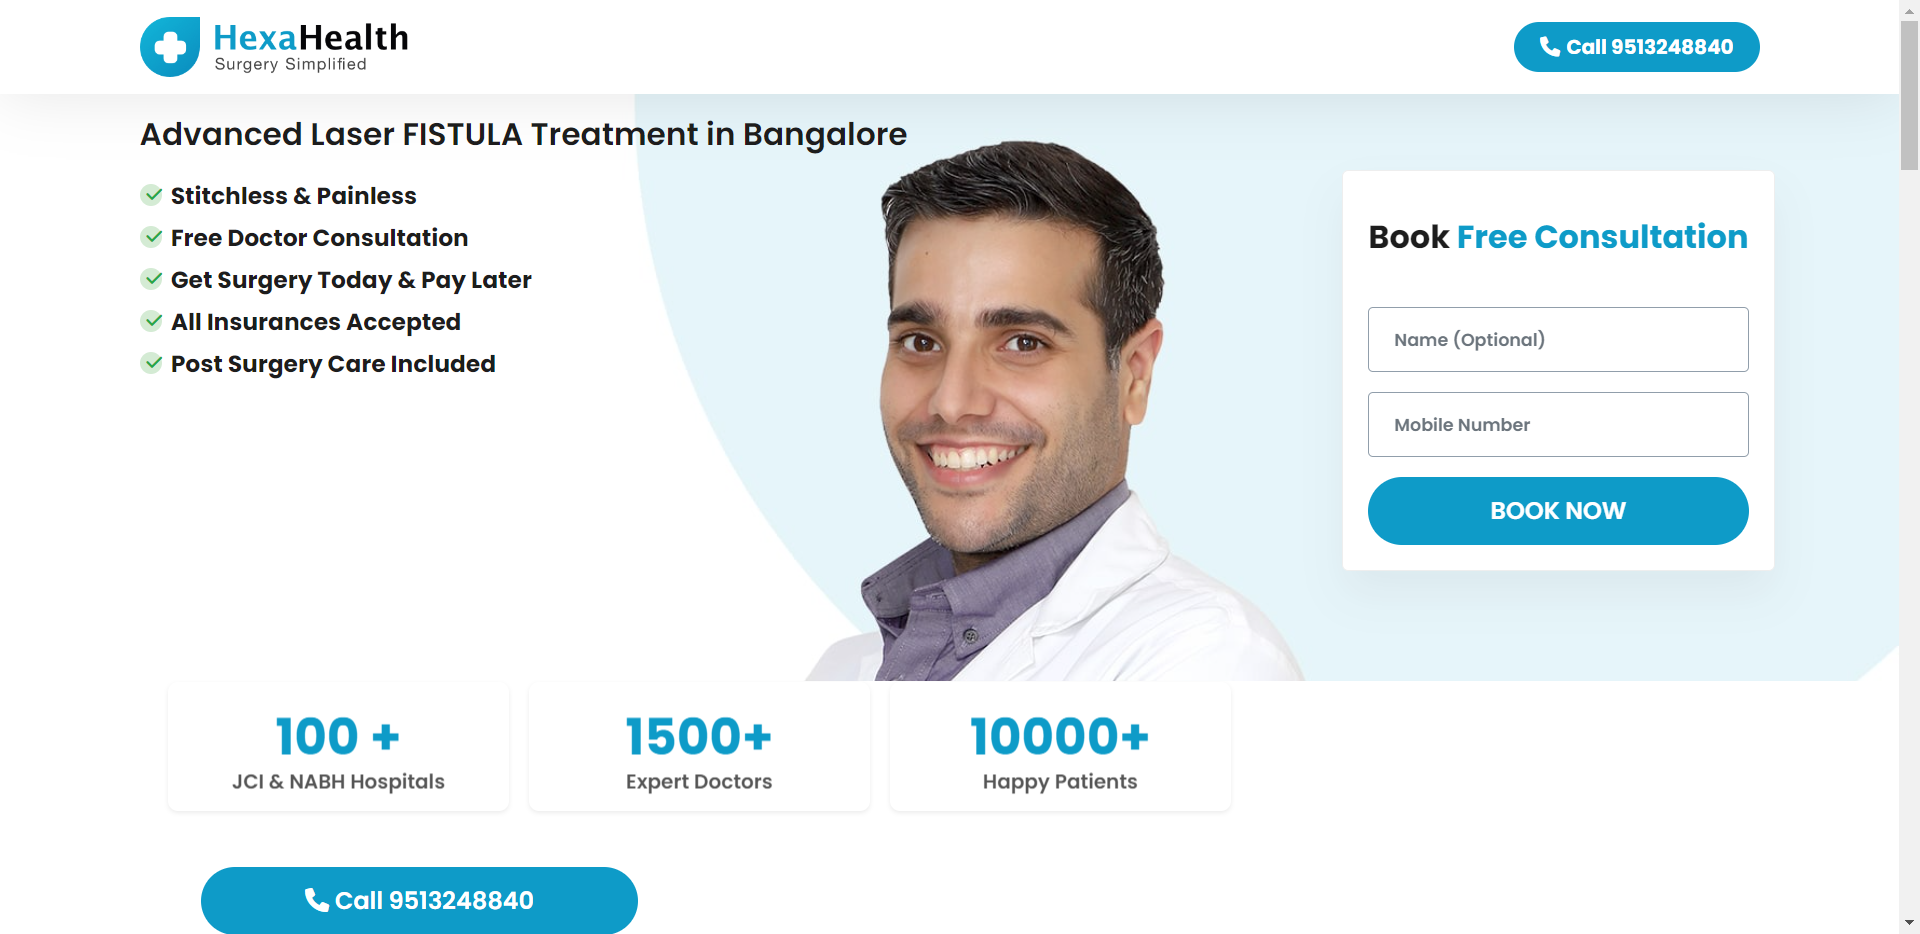 HexaHealth
Surgery Simplified
Call 9513248840
Advanced Laser FISTULA Treatment in Bangalore
Stitchless & Painless
Free Doctor Consultation
Get Surgery Today & Pay Later
All Insurances Accepted
Post Surgery Care Included
Book Free Consultation
Name (Optional)
Mobile Number
BOOK NOW
100 +
JCI & NABH Hospitals
1500+
Expert Doctors
10000+
Happy Patients
Call 9513248840